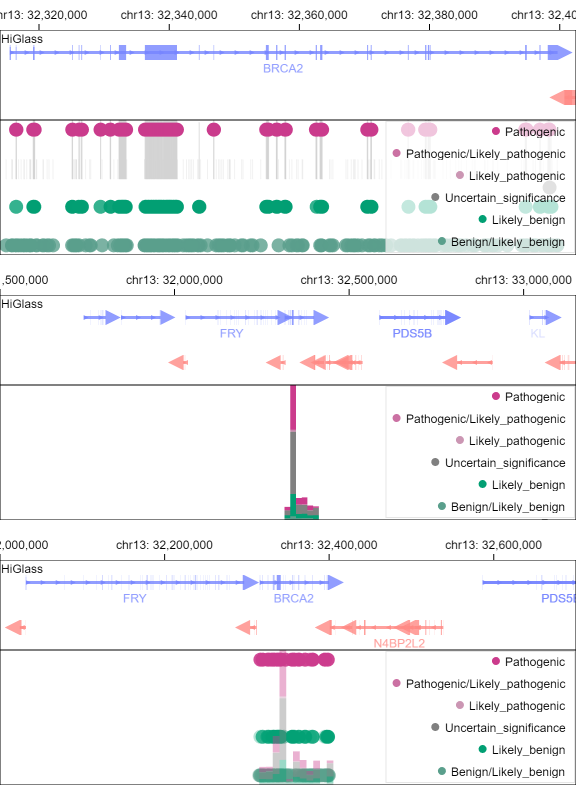 chr13: 32,320,000 chr13: 32,340,000 chr13: 32,360,000 chr13: 32,380,000 chr13: 32,40
HiGlass
BRCA2
Pathogenic
Pathogenic/Likely_pathogenic
Likely_pathogenic
Uncertain_significance
Likely_benign
Benign/Likely_benign
,500,000 chr13: 32,000,000 chr13: 32,500,000 chr13: 33,000,000
HiGlass
FRY PDS5B KL
Pathogenic
Pathogenic/Likely_pathogenic
Likely_pathogenic
Uncertain_significance
Likely_benign
Benign/Likely_benign
2,000,000 chr13: 32,200,000 chr13: 32,400,000 chr13: 32,600,000
HiGlass
FRY BRCA2 PDS5B
N4BP2L2
Pathogenic
Pathogenic/Likely_pathogenic
Likely_pathogenic
Uncertain_significance
Likely_benign
Benign/Likely_benign